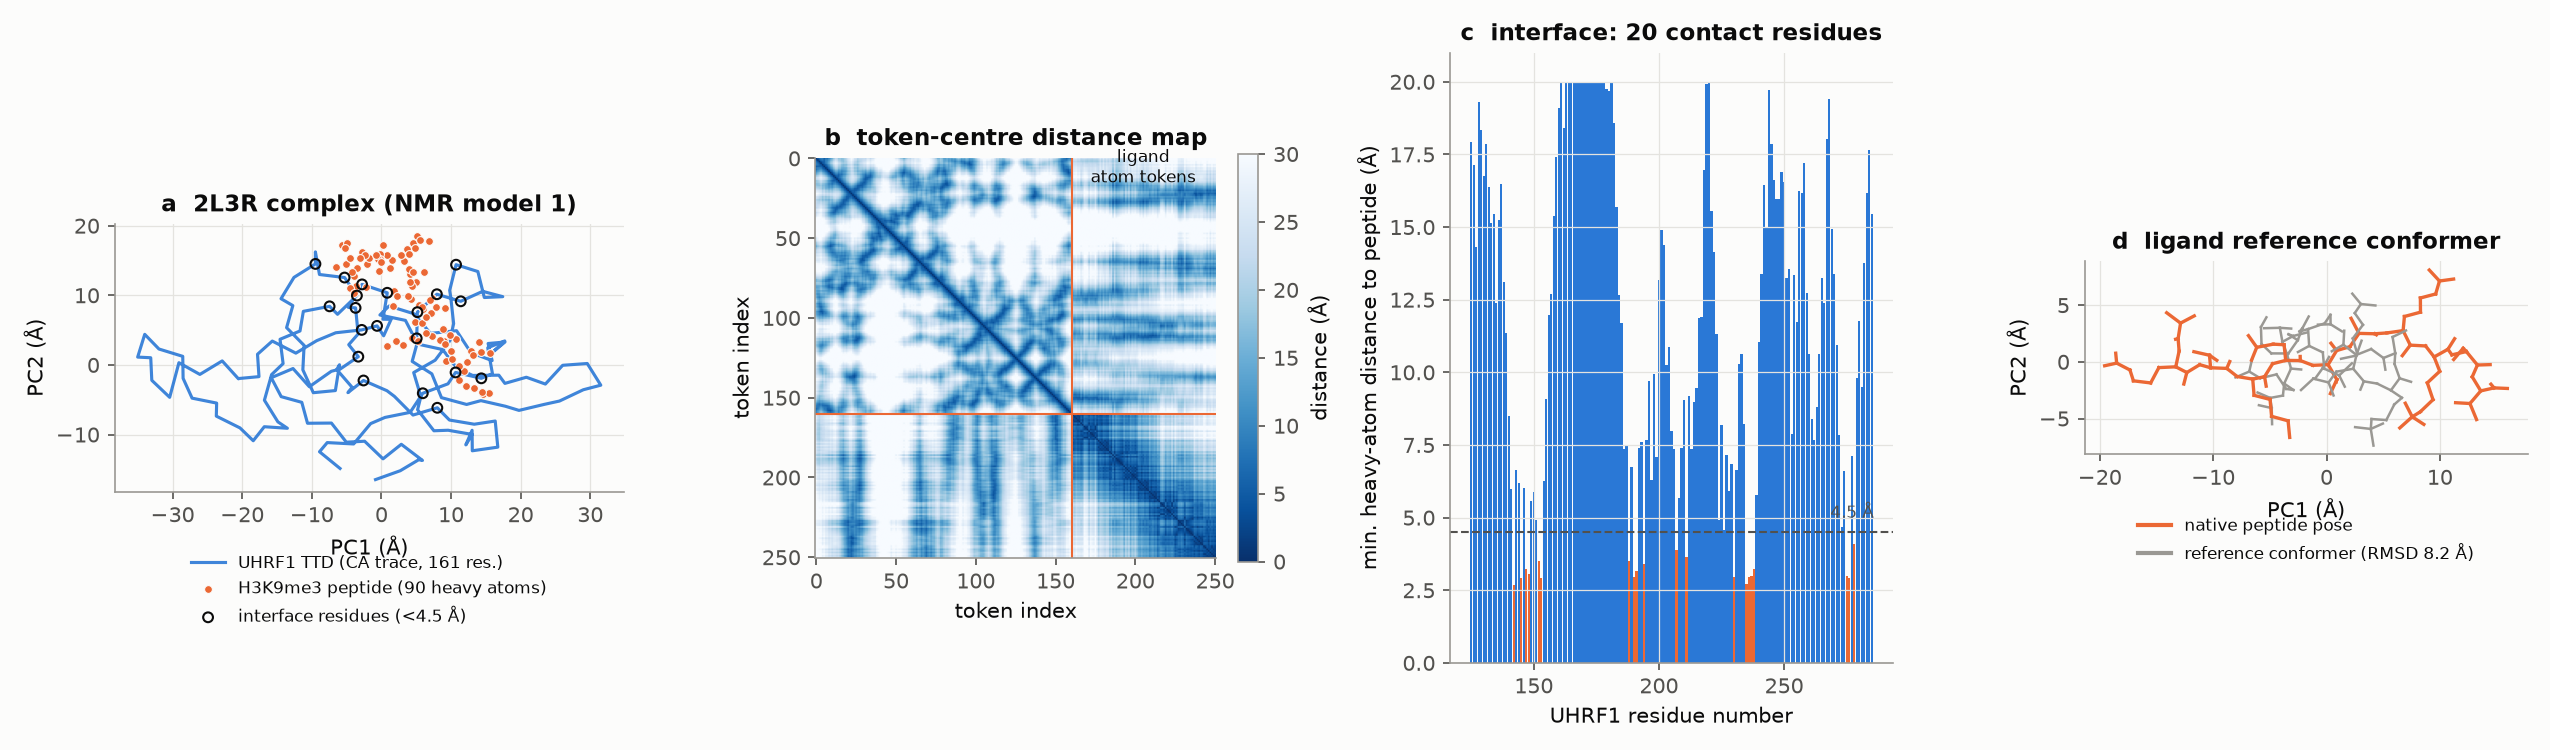 a  2L3R complex (NMR model 1)
20
10
0
−10
PC2 (Å)
−30
−20
−10
0
10
20
30
PC1 (Å)
UHRF1 TTD (CA trace, 161 res.)
H3K9me3 peptide (90 heavy atoms)
interface residues (<4.5 Å)
b  token-centre distance map
ligand
atom tokens
0
50
100
150
200
250
token index
0
50
100
150
200
250
token index
30
25
20
15
10
5
0
distance (Å)
c  interface: 20 contact residues
20.0
17.5
15.0
12.5
10.0
7.5
5.0
2.5
0.0
min. heavy-atom distance to peptide (Å)
4.5 Å
150
200
250
UHRF1 residue number
d  ligand reference conformer
5
0
−5
PC2 (Å)
−20
−10
0
10
PC1 (Å)
native peptide pose
reference conformer (RMSD 8.2 Å)